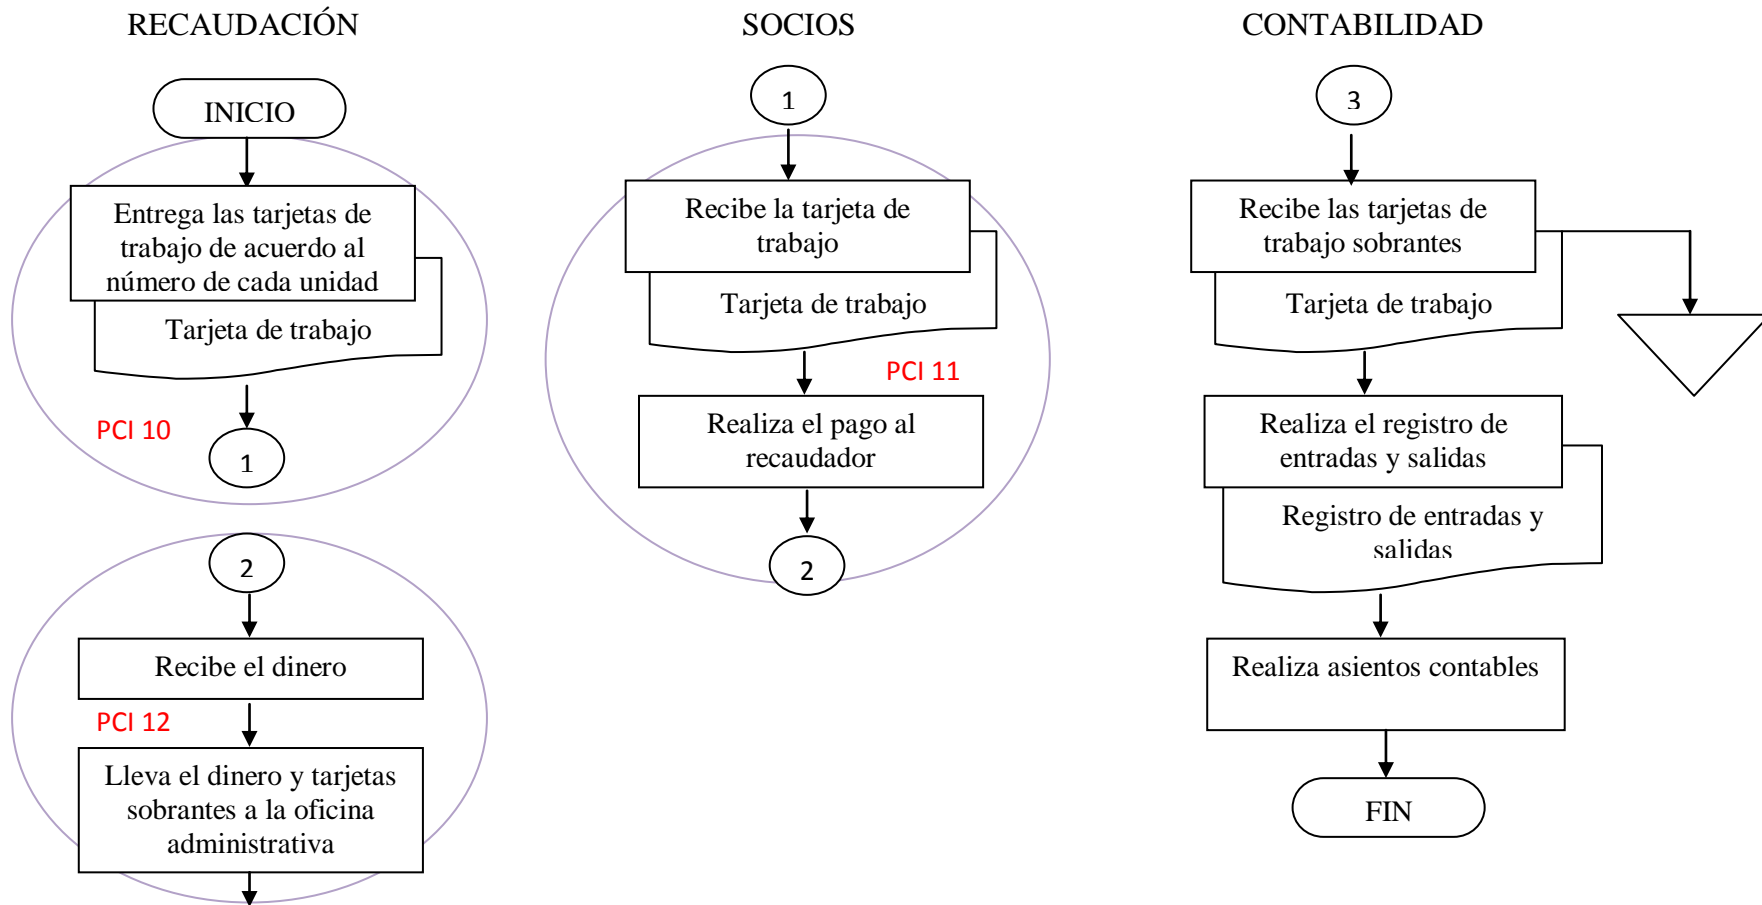 RECAUDACIÓN
INICIO
Entrega las tarjetas de
trabajo de acuerdo al
número de cada unidad
Tarjeta de trabajo
PCI 10
1
2
Recibe el dinero
PCI 12
Lleva el dinero y tarjetas
sobrantes a la oficina
administrativa
SOCIOS
1
Recibe la tarjeta de
trabajo
Tarjeta de trabajo
PCI 11
Realiza el pago al
recaudador
2
CONTABILIDAD
3
Recibe las tarjetas de
trabajo sobrantes
Tarjeta de trabajo
Realiza el registro de
entradas y salidas
Registro de entradas y
salidas
Realiza asientos contables
FIN